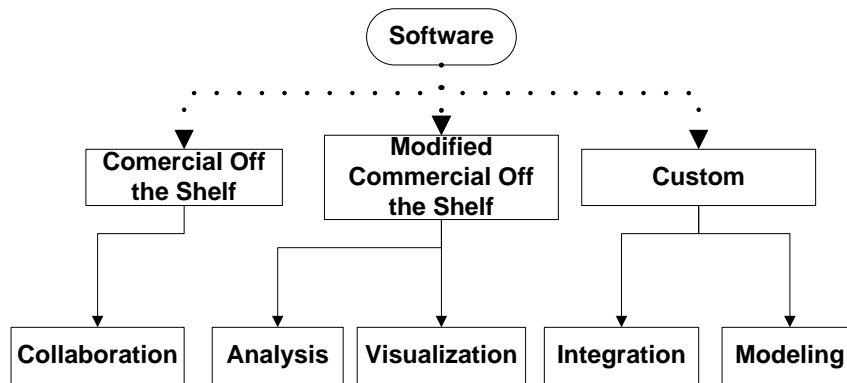 Software
Comercial Off
the Shelf
Modified
Commercial Off
the Shelf
Custom
Collaboration
Analysis
Visualization
Integration
Modeling